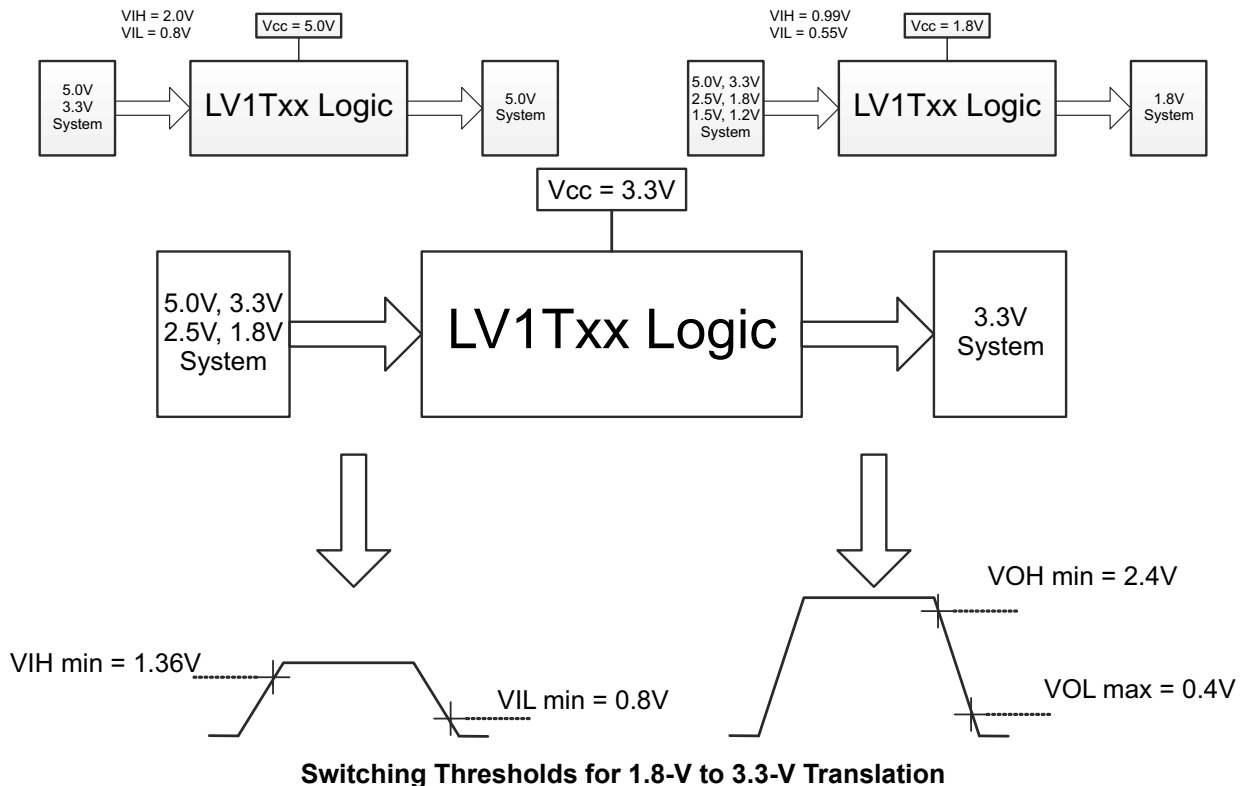 VIH = 2.0V
VIL = 0.8V
Vcc = 5.0V
5.0V
3.3V
System
LV1Txx Logic
5.0V
System
VIH = 0.99V
VIL = 0.55V
Vcc = 1.8V
5.0V, 3.3V
2.5V, 1.8V
1.5V, 1.2V
System
LV1Txx Logic
1.8V
System
Vcc = 3.3V
5.0V, 3.3V
2.5V, 1.8V
System
LV1Txx Logic
3.3V
System
VIH min = 1.36V
VIL min = 0.8V
VOH min = 2.4V
VOL max = 0.4V
Switching Thresholds for 1.8-V to 3.3-V Translation